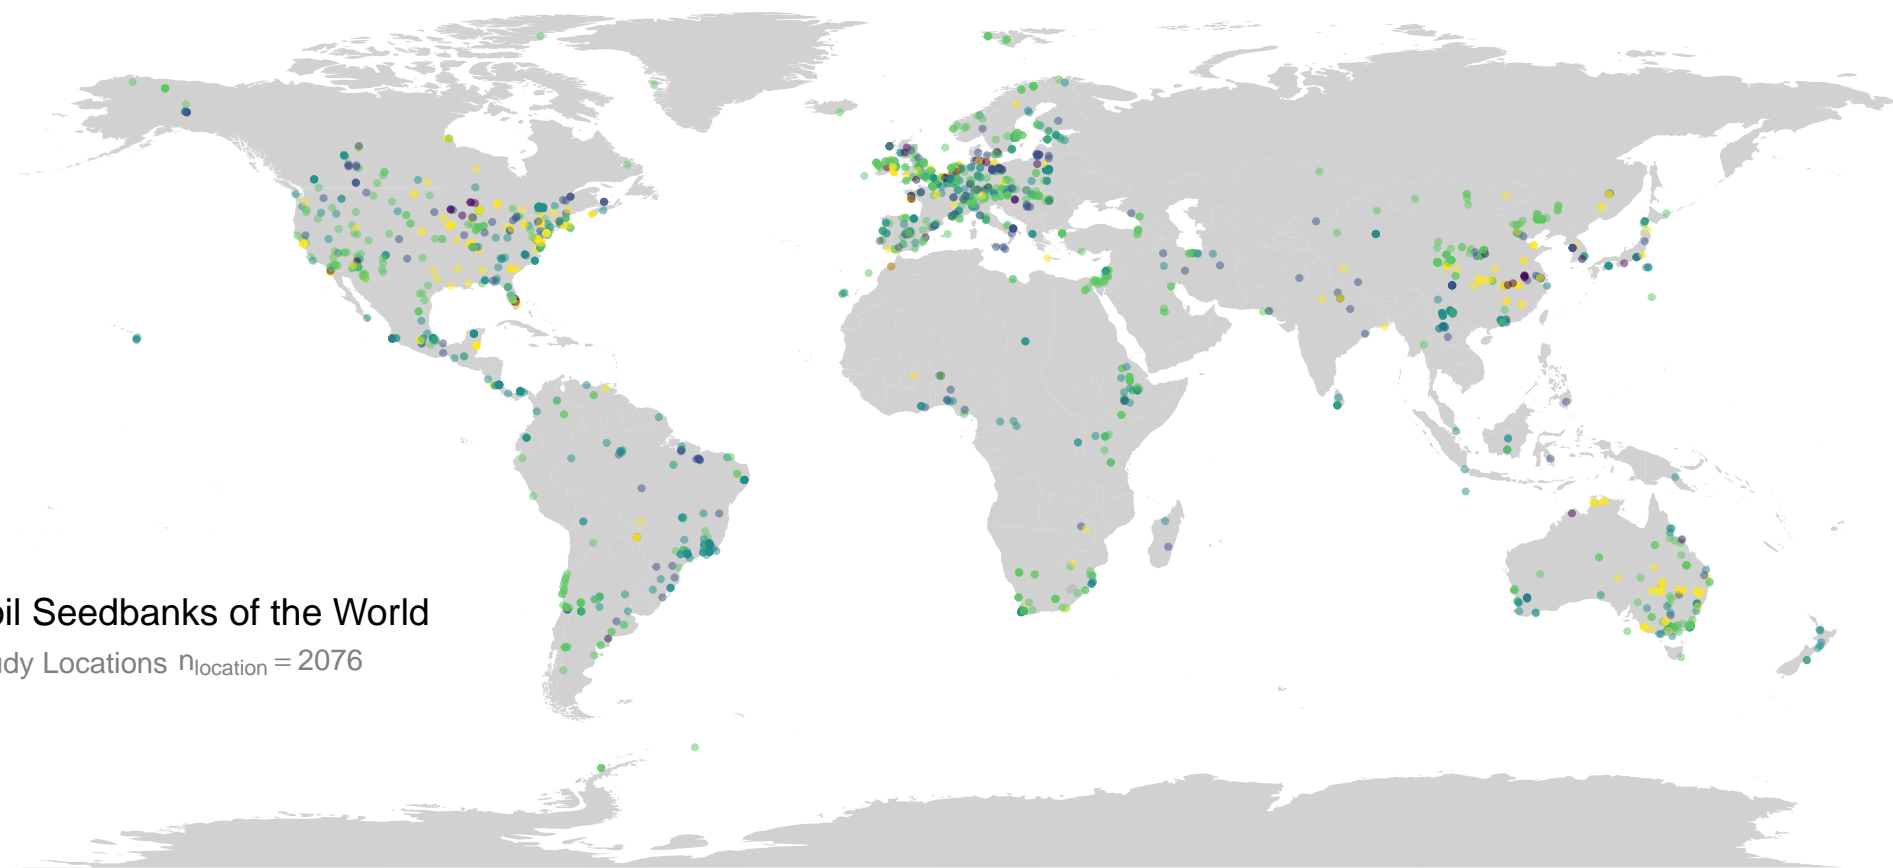 oil Seedbanks of the World
udy Locations n_location = 2076